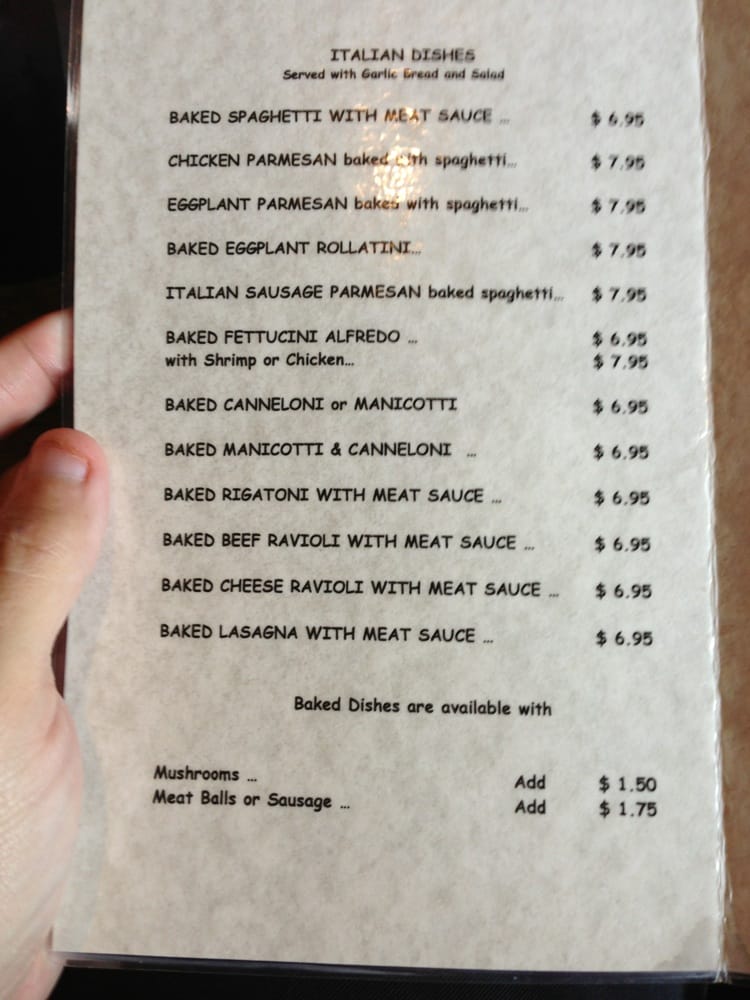 ITALIAN DISHES
Served with Garlic Bread and Salad
BAKED SPAGHETTI WITH MEAT SAUCE ... $ 6.95
CHICKEN PARMESAN baked with spaghetti... $ 7.95
EGGPLANT PARMESAN baked with spaghetti... $ 7.95
BAKED EGGPLANT ROLLATINI... $ 7.95
ITALIAN SAUSAGE PARMESAN baked spaghetti... $ 7.95
BAKED FETTUCINI ALFREDO ... $ 6.95
with Shrimp or Chicken... $ 7.95
BAKED CANNELONI or MANICOTTI $ 6.95
BAKED MANICOTTI & CANNELONI ... $ 6.95
BAKED RIGATONI WITH MEAT SAUCE ... $ 6.95
BAKED BEEF RAVIOLI WITH MEAT SAUCE ... $ 6.95
BAKED CHEESE RAVIOLI WITH MEAT SAUCE ... $ 6.95
BAKED LASAGNA WITH MEAT SAUCE ... $ 6.95
Baked Dishes are available with
Mushrooms ... Add $ 1.50
Meat Balls or Sausage ... Add $ 1.75